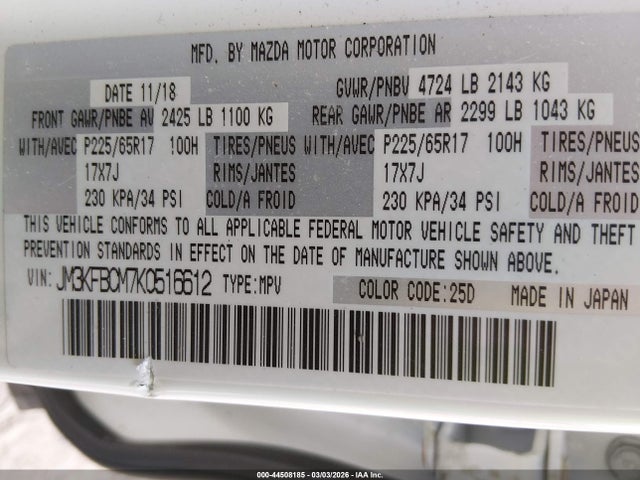 MFD. BY MAZDA MOTOR CORPORATION
DATE 11/18 GVWR/PNBV 4724 LB 2143 KG
FRONT GAWR/PNBE AV 2425 LB 1100 KG REAR GAWR/PNBE AR 2299 LB 1043 KG
WITH/AVEC P225/65R17 100H TIRES/PNEUS WITH/AVEC P225/65R17 100H TIRES/PNEUS
17X7J RIMS/JANTES 17X7J RIMS/JANTES
230 KPA/34 PSI COLD/A FROID 230 KPA/34 PSI COLD/A FROID
THIS VEHICLE CONFORMS TO ALL APPLICABLE FEDERAL MOTOR VEHICLE SAFETY AND THEFT
PREVENTION STANDARDS IN EFFECT ON THE DATE OF MANUFACTURE SHOWN ABOVE.
VIN: JM3KFBCM7K0516612 TYPE:MPV COLOR CODE:25D MADE IN JAPAN
000-44508185 - 03/03/2026 - IAA Inc.